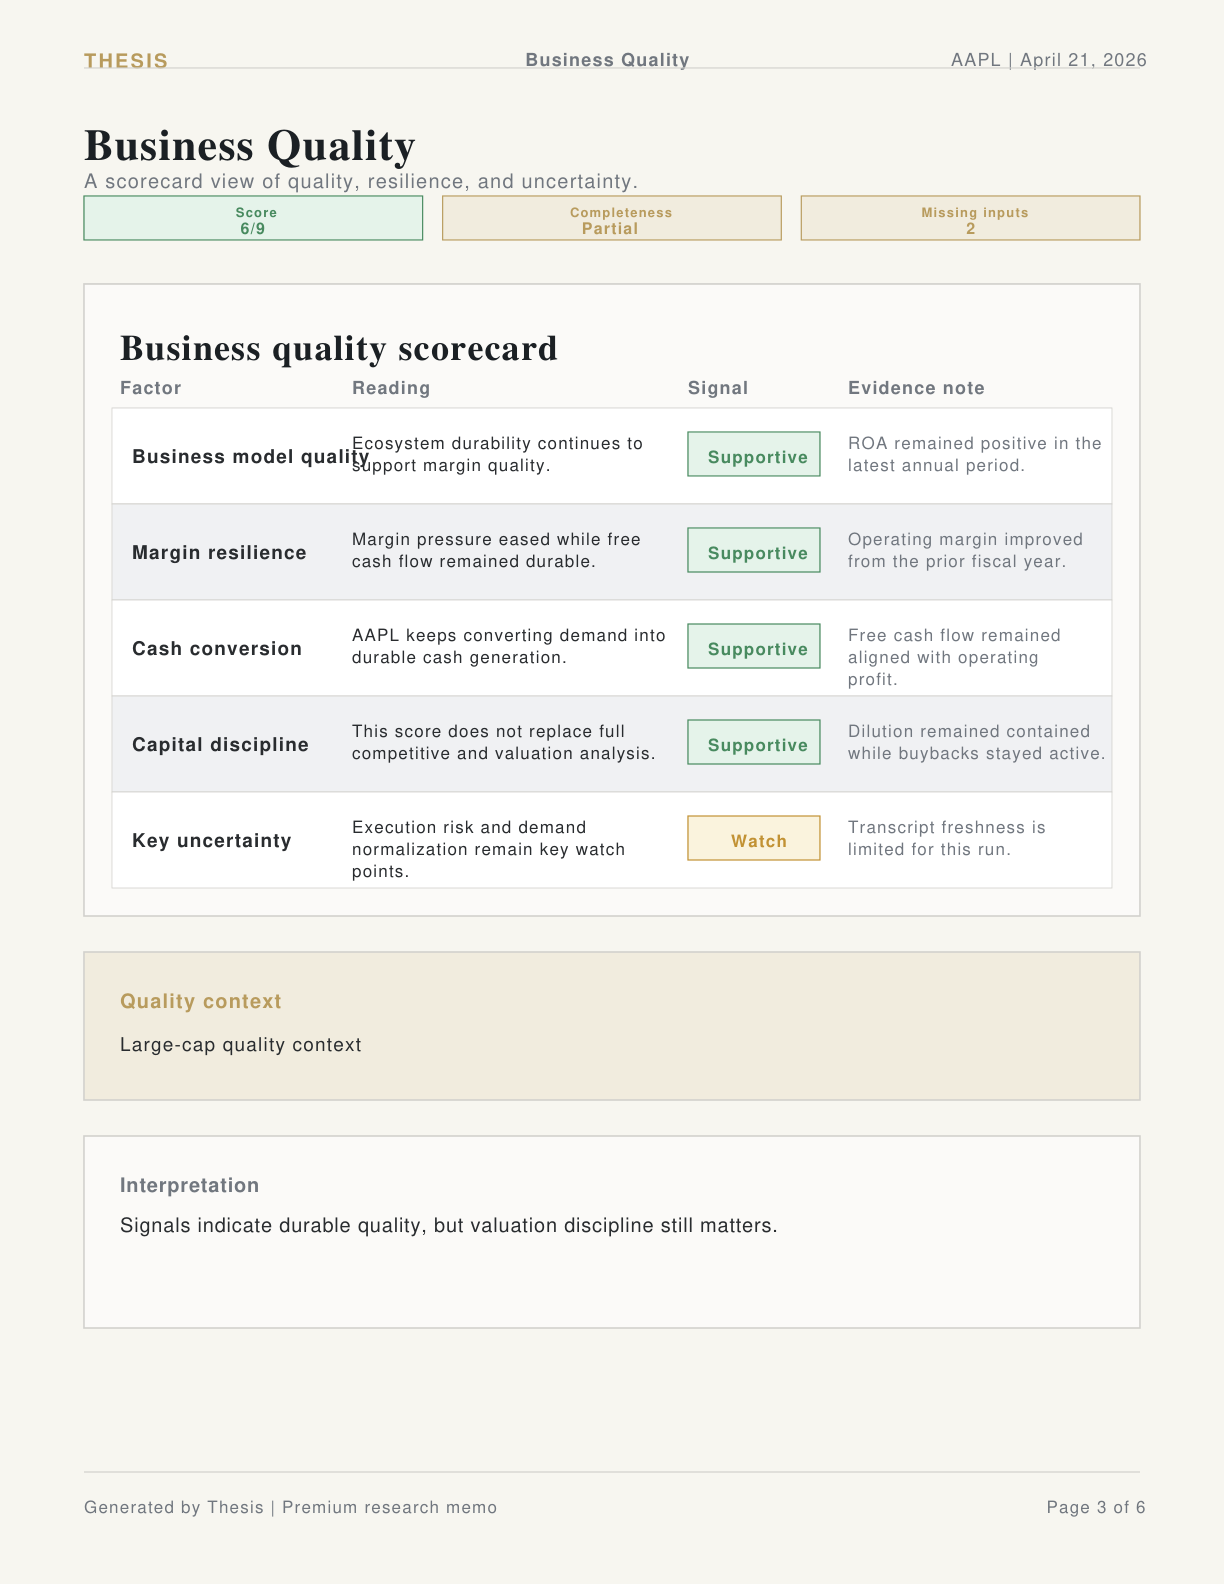 THESIS
Business Quality
AAPL | April 21, 2026
Business Quality
A scorecard view of quality, resilience, and uncertainty.
Score
6/9
Completeness
Partial
Missing inputs
2
Business quality scorecard
Factor
Reading
Signal
Evidence note
Business model quality
Ecosystem durability continues to
support margin quality.
Supportive
ROA remained positive in the
latest annual period.
Margin resilience
Margin pressure eased while free
cash flow remained durable.
Supportive
Operating margin improved
from the prior fiscal year.
Cash conversion
AAPL keeps converting demand into
durable cash generation.
Supportive
Free cash flow remained
aligned with operating
profit.
Capital discipline
This score does not replace full
competitive and valuation analysis.
Supportive
Dilution remained contained
while buybacks stayed active.
Key uncertainty
Execution risk and demand
normalization remain key watch
points.
Watch
Transcript freshness is
limited for this run.
Quality context
Large-cap quality context
Interpretation
Signals indicate durable quality, but valuation discipline still matters.
Generated by Thesis | Premium research memo
Page 3 of 6